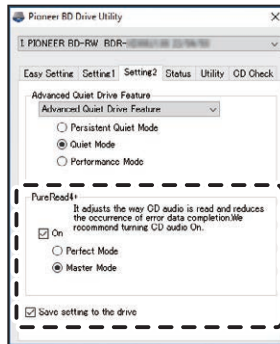 Pioneer BD Drive Utility
I: PIONEER BD-RW BDR-
Easy Setting Setting1 Setting2 Status Utility CD Check
Advanced Quiet Drive Feature
Advanced Quiet Drive Feature
Persistent Quiet Mode
Quiet Mode
Performance Mode
PureRead4+
It adjusts the way CD audio is read and reduces
the occurrence of error data completion.We
recommend turning CD audio On.
On
Perfect Mode
Master Mode
Save setting to the drive